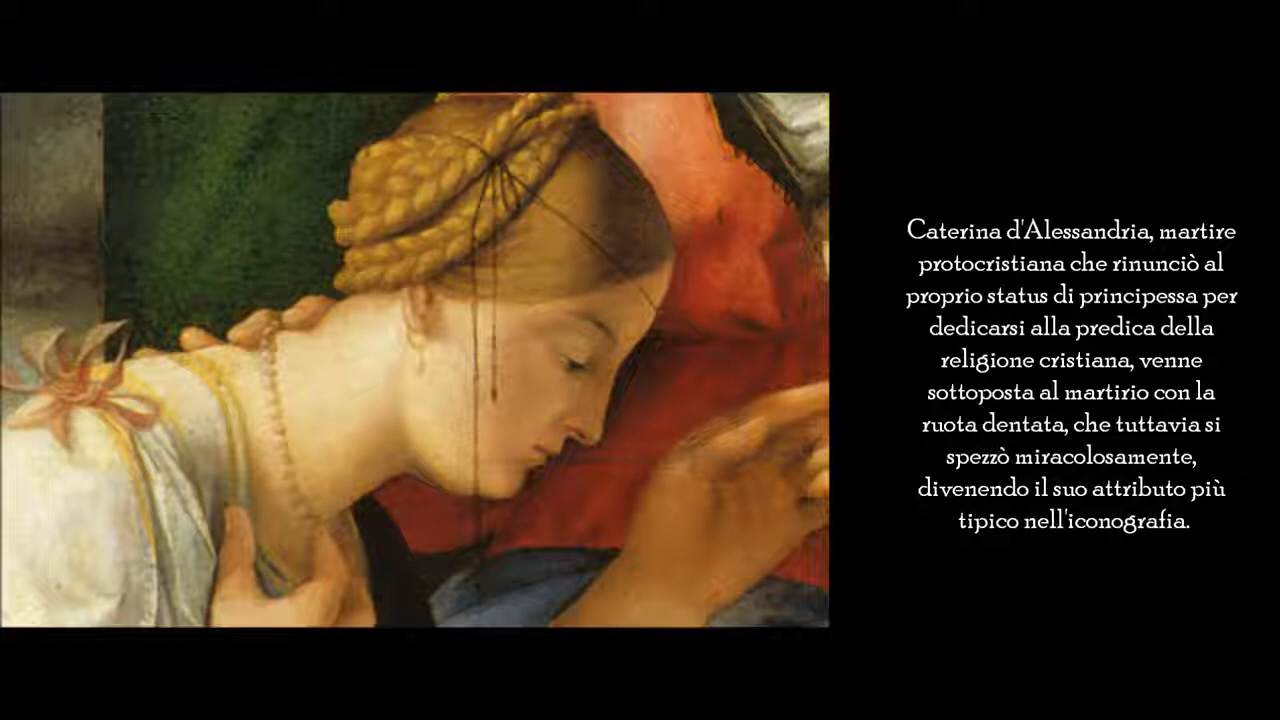 Caterina d'Alessandria, martire
protocristiana che rinunciò al
proprio status di principessa per
dedicarsi alla predica della
religione cristiana, venne
sottoposta al martirio con la
ruota dentata, che tuttavia si
spezzò miracolosamente,
divenendo il suo attributo più
tipico nell'iconografia.